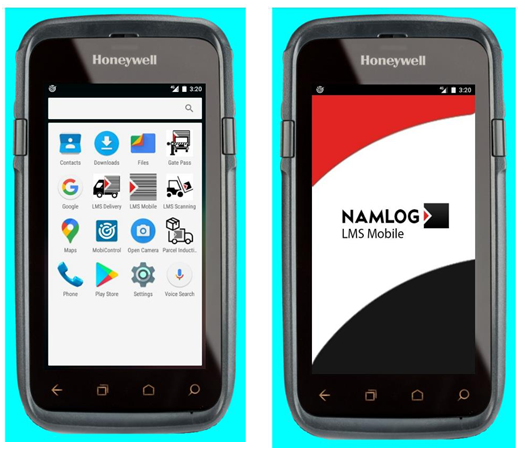 Honeywell
3:20
Contacts
Downloads
Files
Gate Pass
Google
LMS Delivery
LMS Mobile
LMS Scanning
Maps
MobiControl
Open Camera
Parcel Inducti..
Phone
Play Store
Settings
Voice Search
Honeywell
3:20
NAMLOG
LMS Mobile